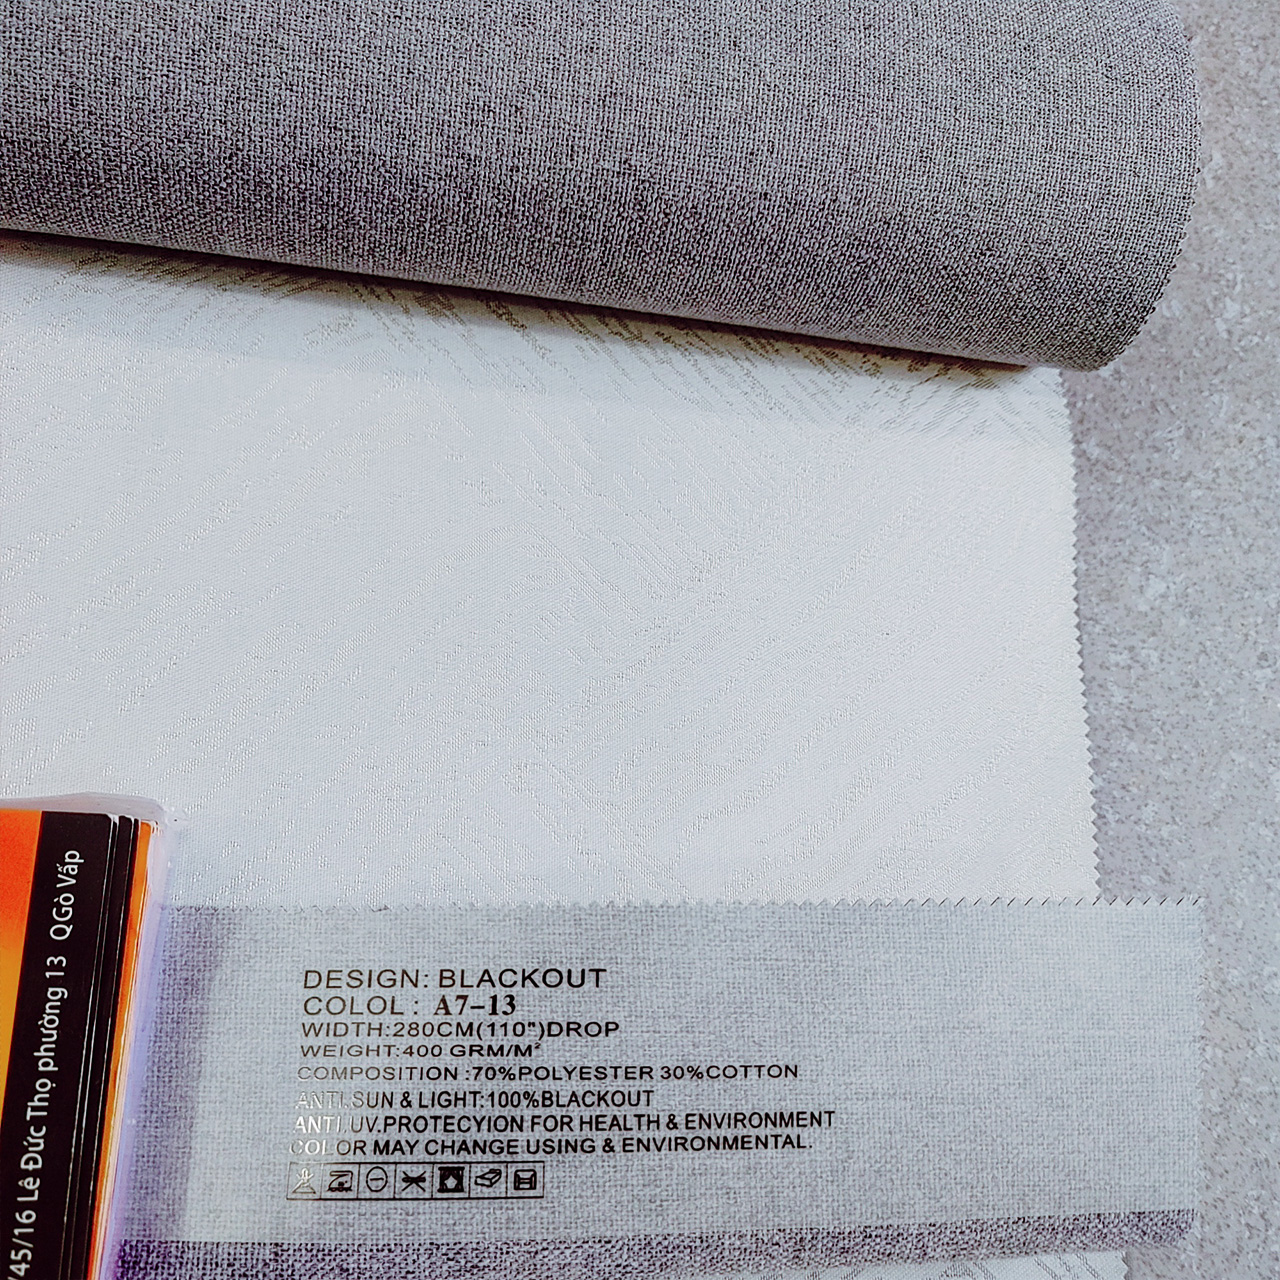 DESIGN: BLACKOUT
COLOL : A7-13
WIDTH:280CM(110")DROP
WEIGHT:400 GRM/M²
COMPOSITION :70%POLYESTER 30%COTTON
ANTI.SUN & LIGHT:100%BLACKOUT
ANTI.UV.PROTECYION FOR HEALTH & ENVIRONMENT
COLOR MAY CHANGE USING & ENVIRONMENTAL.
/45/16 Lê Đức Thọ phường 13 QGò Vấp